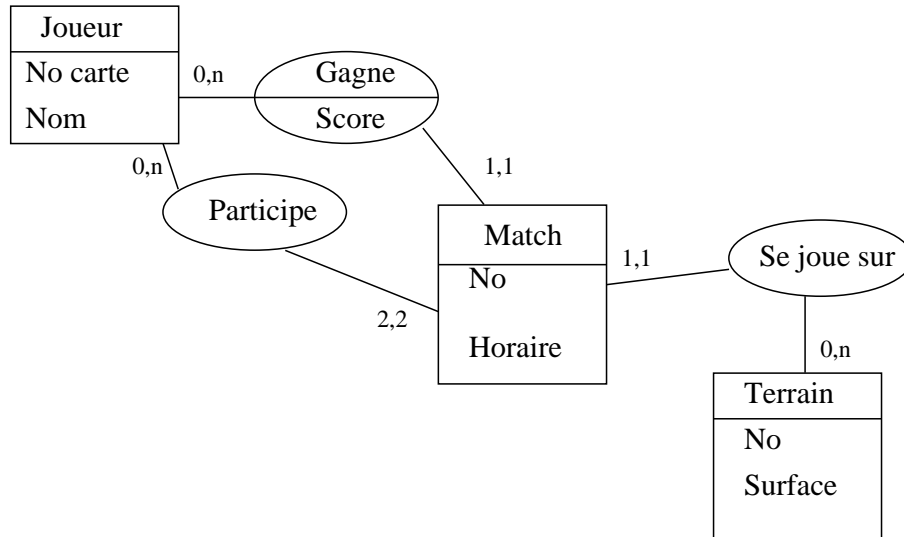 Joueur
No carte
Nom
0,n
Gagne
Score
1,1
0,n
Participe
2,2
Match
No
Horaire
1,1
Se joue sur
0,n
Terrain
No
Surface